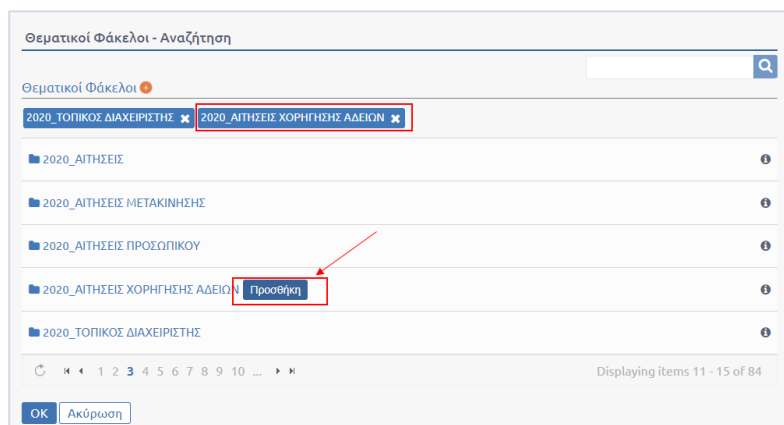 Θεματικοί Φάκελοι - Αναζήτηση
Θεματικοί Φάκελοι
2020_ΤΟΠΙΚΟΣ ΔΙΑΧΕΙΡΙΣΤΗΣ 2020_ΑΙΤΗΣΕΙΣ ΧΟΡΗΓΗΣΗΣ ΑΔΕΙΩΝ
2020_ΑΙΤΗΣΕΙΣ
2020_ΑΙΤΗΣΕΙΣ ΜΕΤΑΚΙΝΗΣΗΣ
2020_ΑΙΤΗΣΕΙΣ ΠΡΟΣΩΠΙΚΟΥ
2020_ΑΙΤΗΣΕΙΣ ΧΟΡΗΓΗΣΗΣ ΑΔΕΙΩΝ Προσθήκη
2020_ΤΟΠΙΚΟΣ ΔΙΑΧΕΙΡΙΣΤΗΣ
1 2 3 4 5 6 7 8 9 10 ... Displaying items 11 - 15 of 84
OK Ακύρωση